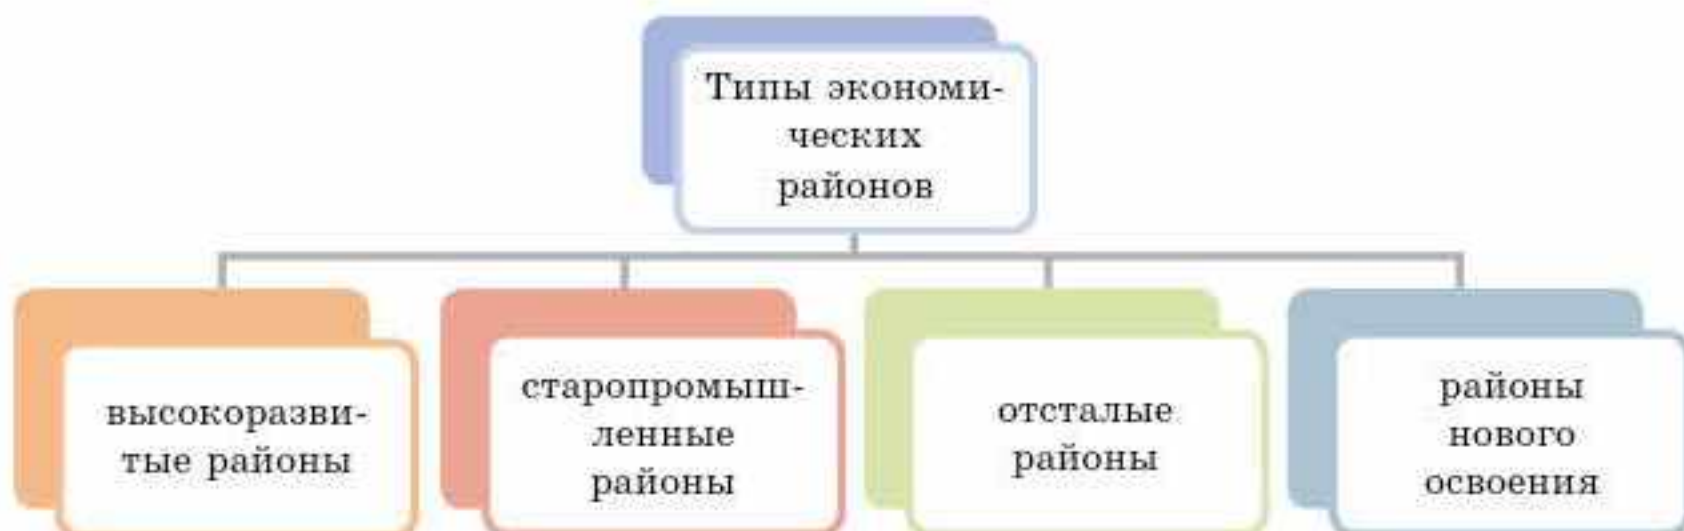 Типы экономи-
ческих
районов
высокоразви-
тые районы
старопромыш-
ленные
районы
отсталые
районы
районы
нового
освоения